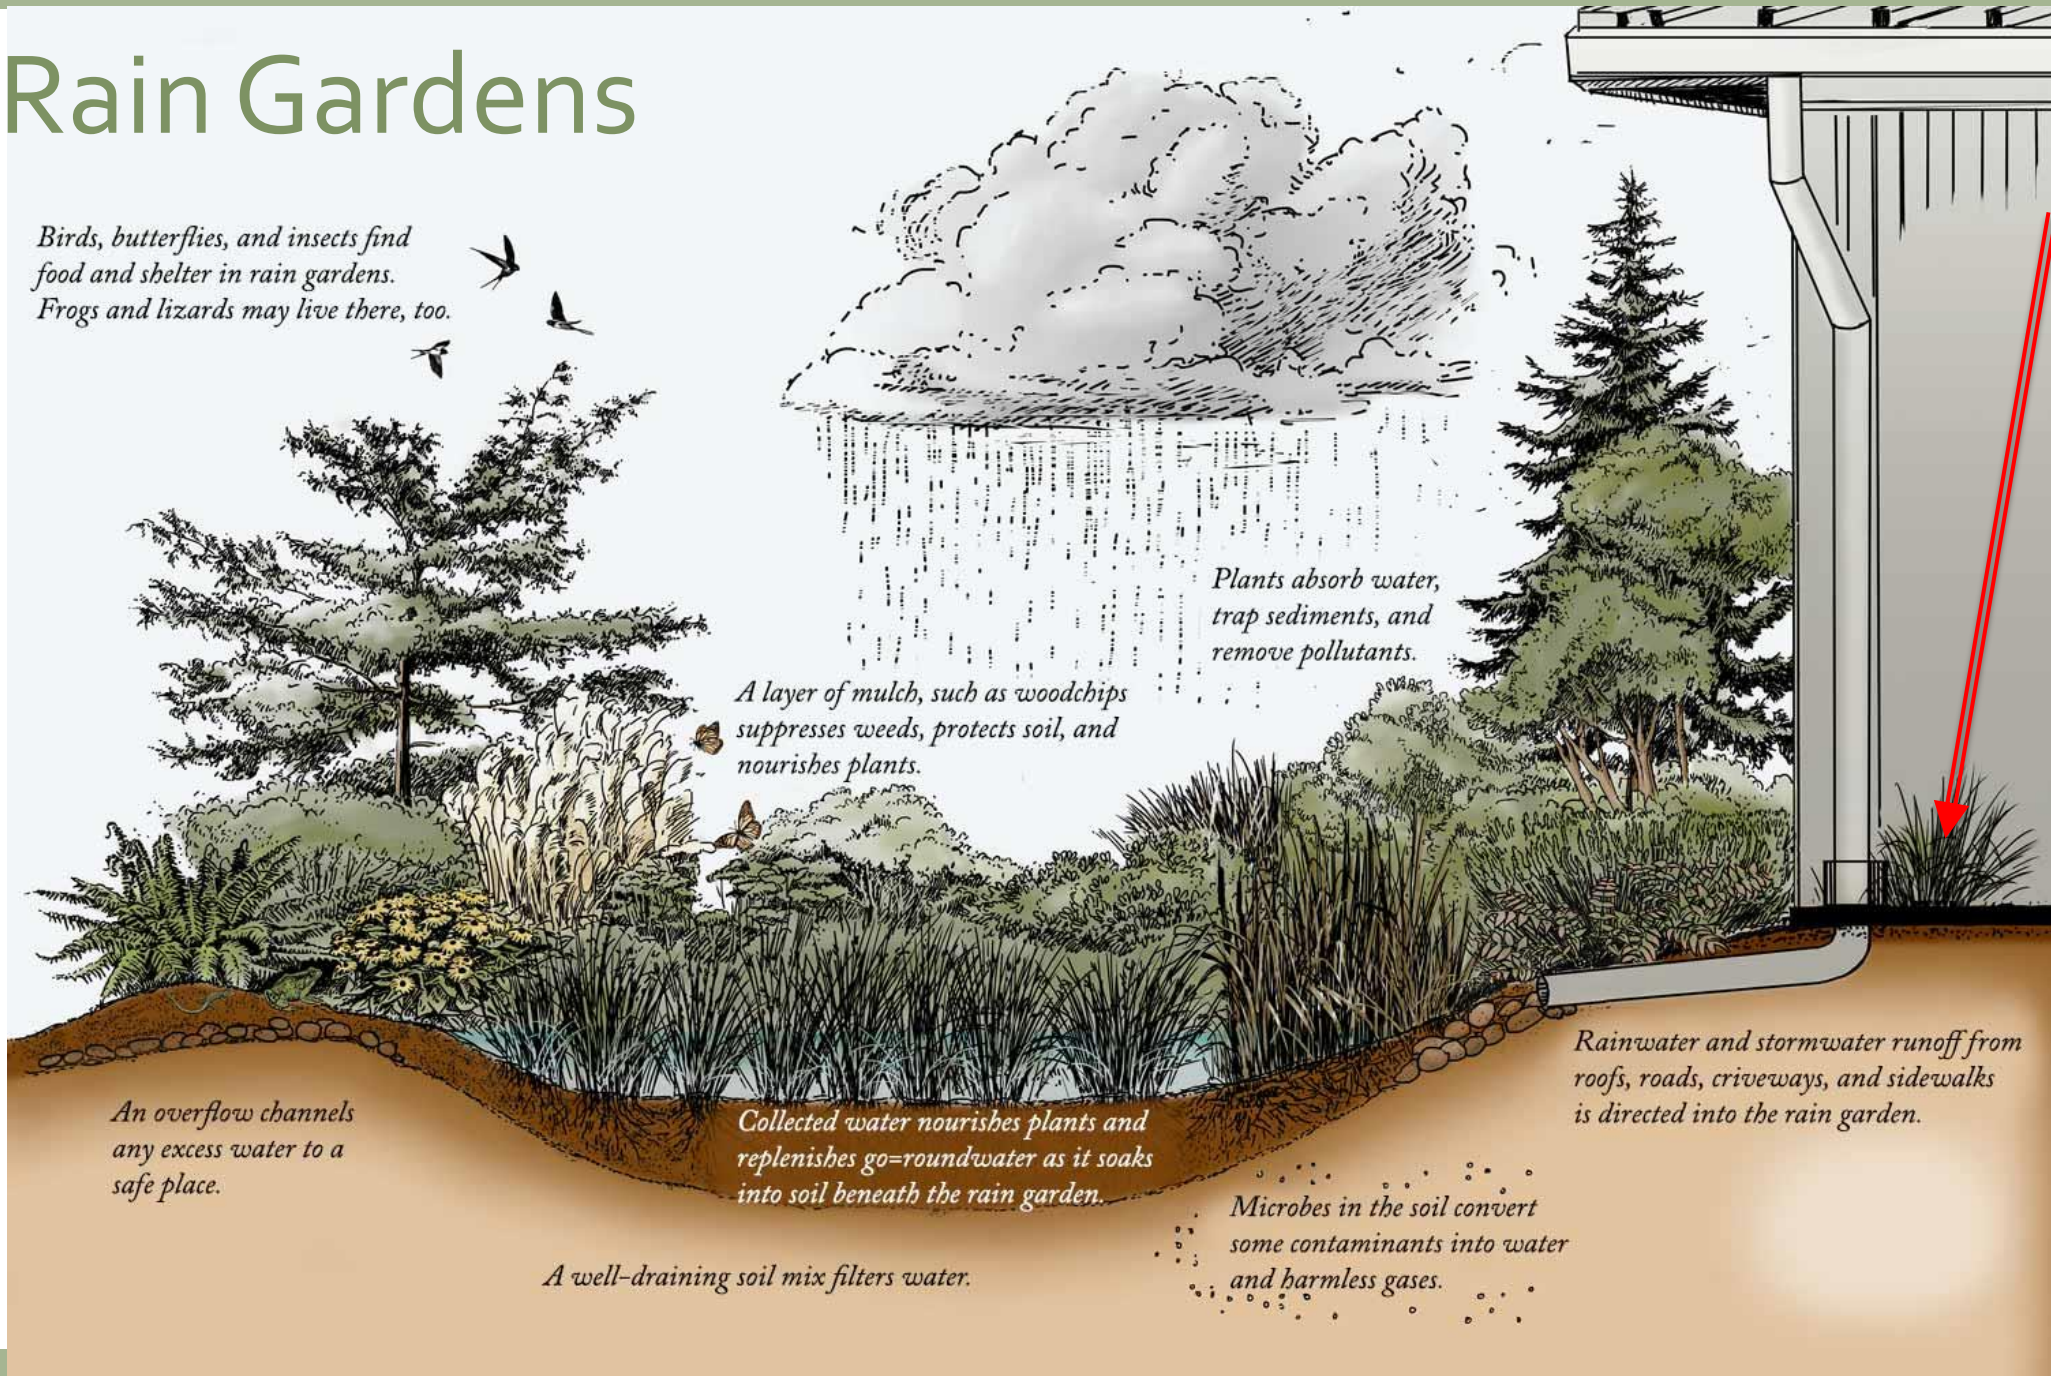 Rain Gardens
Birds, butterflies, and insects find
food and shelter in rain gardens.
Frogs and lizards may live there, too.
Plants absorb water,
trap sediments, and
remove pollutants.
A layer of mulch, such as woodchips
suppresses weeds, protects soil, and
nourishes plants.
Rainwater and stormwater runoff from
roofs, roads, criveways, and sidewalks
is directed into the rain garden.
An overflow channels
any excess water to a
safe place.
Collected water nourishes plants and
replenishes go=roundwater as it soaks
into soil beneath the rain garden.
Microbes in the soil convert
some contaminants into water
and harmless gases.
A well-draining soil mix filters water.